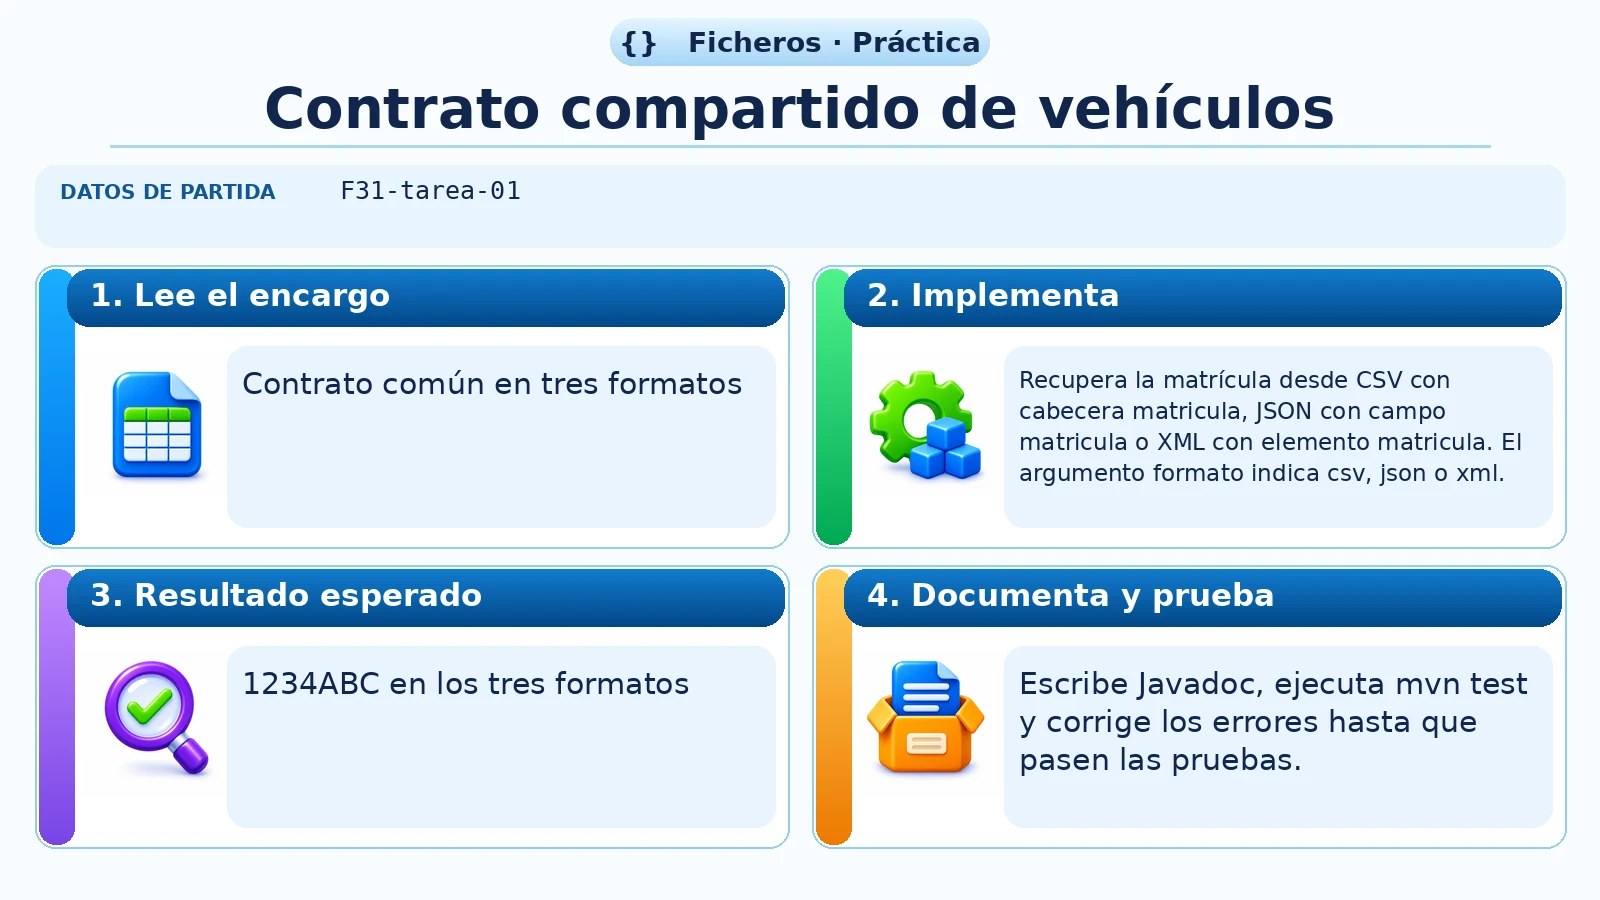 {} Ficheros · Práctica
Contrato compartido de vehículos
DATOS DE PARTIDA F31-tarea-01
1. Lee el encargo
Contrato común en tres formatos
2. Implementa
Recupera la matrícula desde CSV con
cabecera matricula, JSON con campo
matricula o XML con elemento matricula. El
argumento formato indica csv, json o xml.
3. Resultado esperado
1234ABC en los tres formatos
4. Documenta y prueba
Escribe Javadoc, ejecuta mvn test
y corrige los errores hasta que
pasen las pruebas.